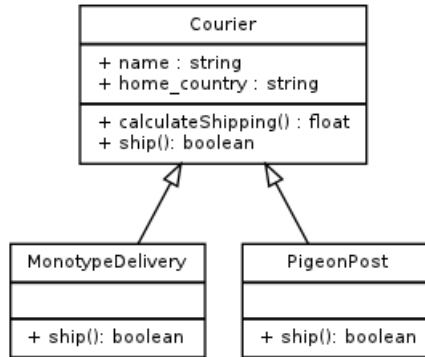 Courier
+ name : string
+ home_country : string
+ calculateShipping() : float
+ ship(): boolean
MonotypeDelivery
+ ship(): boolean
PigeonPost
+ ship(): boolean